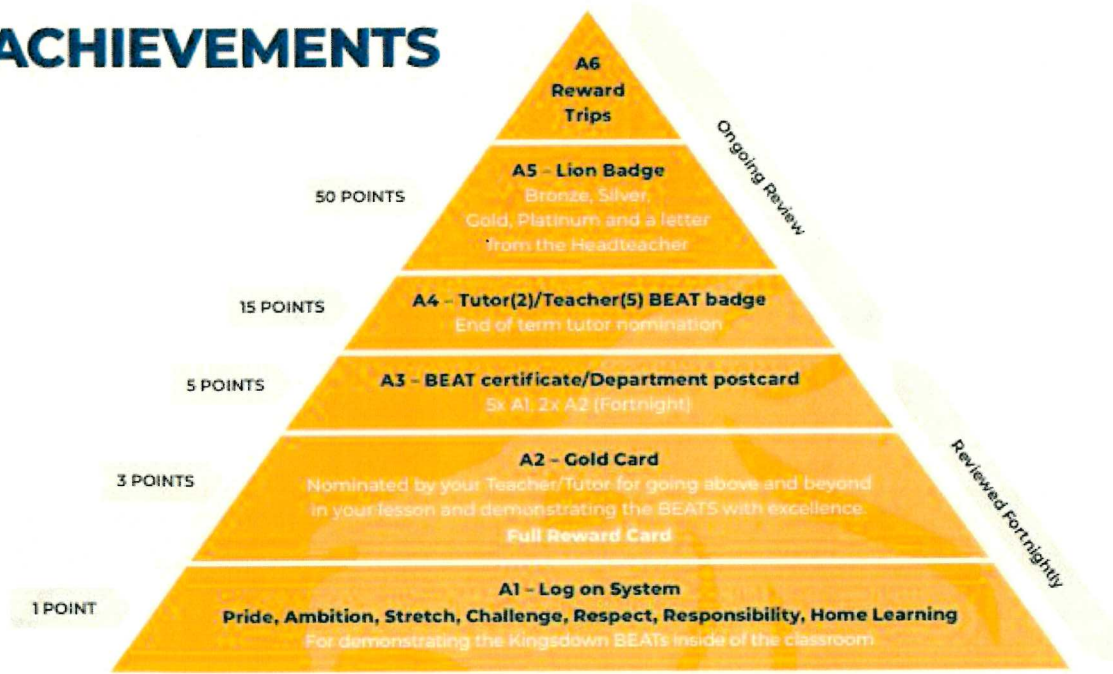 ACHIEVEMENTS
A6
Reward
Trips
Ongoing Review
50 POINTS
A5 – Lion Badge
Bronze, Silver,
Gold, Platinum and a letter
from the Headteacher
15 POINTS
A4 – Tutor(2)/Teacher(5) BEAT badge
End of term tutor nomination
5 POINTS
A3 – BEAT certificate/Department postcard
5x A1, 2x A2 (Fortnight)
Reviewed Fortnightly
3 POINTS
A2 – Gold Card
Nominated by your Teacher/Tutor for going above and beyond
in your lesson and demonstrating the BEATS with excellence.
Full Reward Card
1 POINT
A1 – Log on System
Pride, Ambition, Stretch, Challenge, Respect, Responsibility, Home Learning
For demonstrating the Kingsdown BEATs inside of the classroom